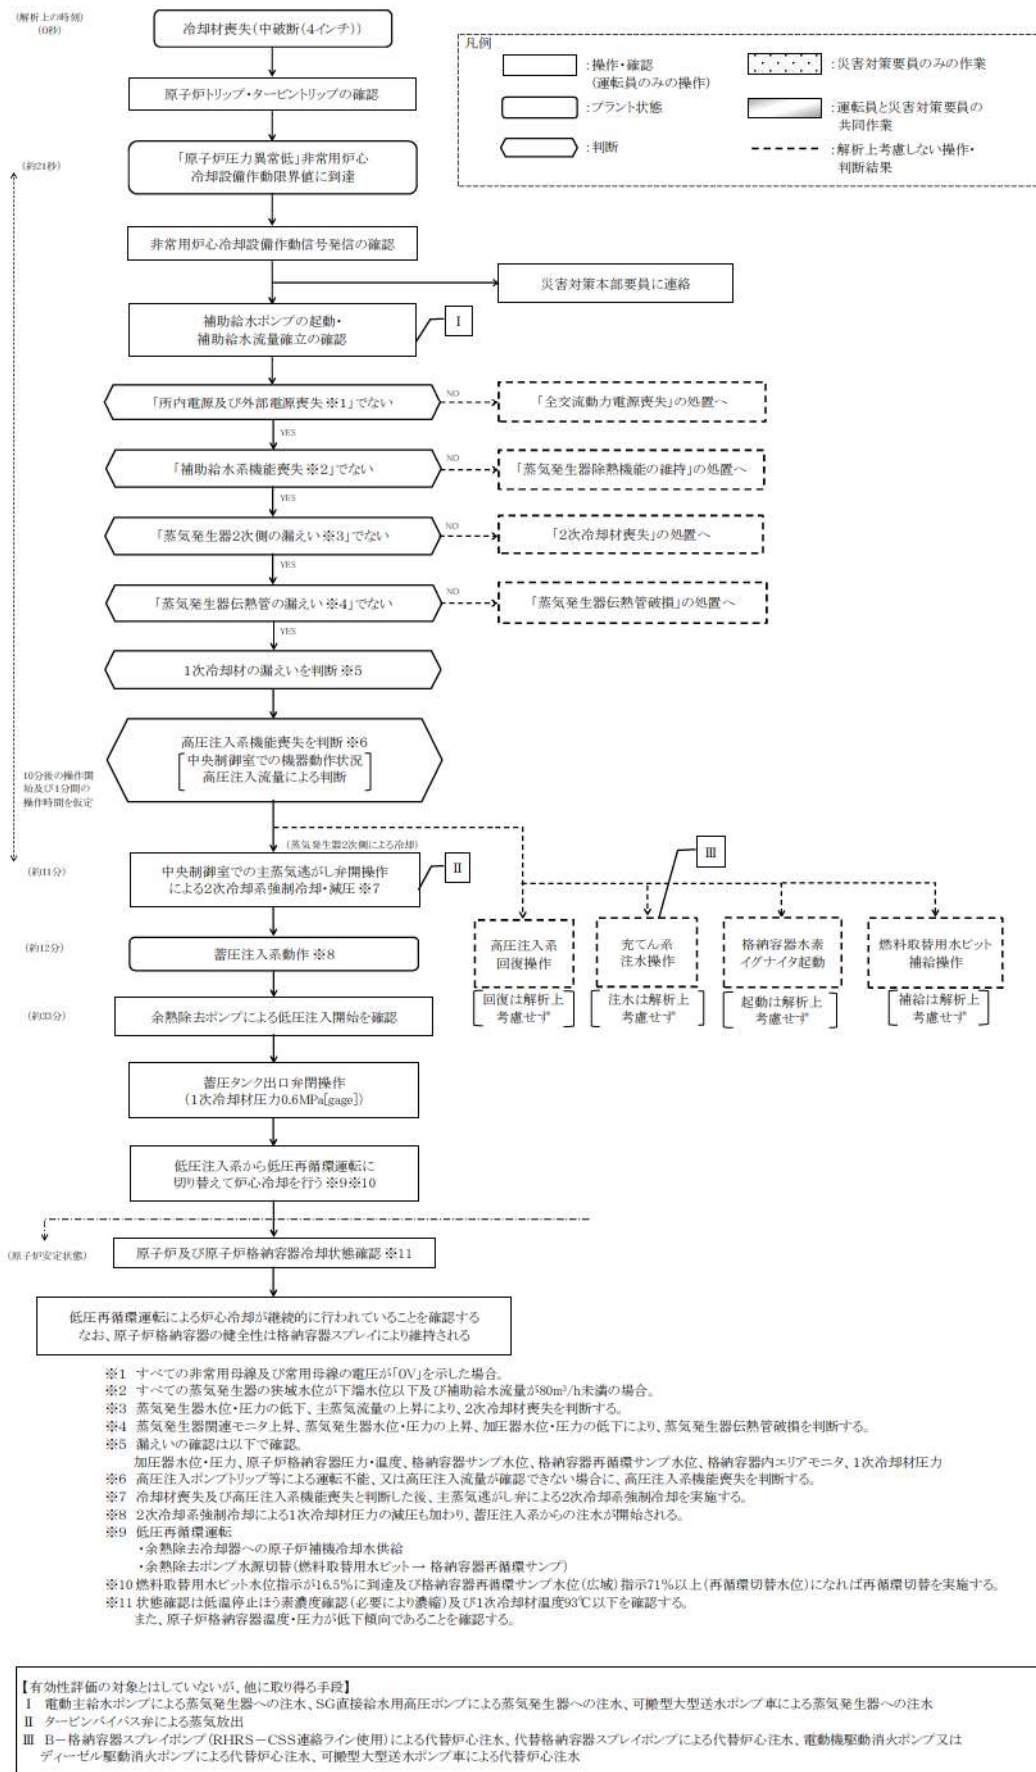 (解析上の時刻)
(0秒)
冷却材喪失(中破断(4インチ))
凡例
:操作・確認
(運転員のみの操作)
:災害対策要員のみの作業
:プラント状態
:運転員と災害対策要員の
共同作業
:判断
:解析上考慮しない操作・
判断結果
原子炉トリップ・タービントリップの確認
(約21秒)
「原子炉圧力異常低」非常用炉心
冷却設備作動限界値に到達
非常用炉心冷却設備作動信号発信の確認
災害対策本部要員に連絡
補助給水ポンプの起動・
補助給水流量確立の確認
I
「所内電源及び外部電源喪失※1」でない
NO
「全交流動力電源喪失」の処置へ
YES
「補助給水系機能喪失※2」でない
NO
「蒸気発生器除熱機能の維持」の処置へ
YES
「蒸気発生器2次側の漏えい※3」でない
NO
「2次冷却材喪失」の処置へ
YES
「蒸気発生器伝熱管の漏えい※4」でない
NO
「蒸気発生器伝熱管破損」の処置へ
YES
1次冷却材の漏えいを判断※5
高圧注入系機能喪失を判断※6
中央制御室での機器動作状況
高圧注入流量による判断
10分後の操作開
始及び1分間の
操作時間を仮定
(蒸気発生器2次側による冷却)
(約11分)
中央制御室での主蒸気逃がし弁開操作
による2次冷却系強制冷却・減圧※7
II
III
(約12分)
蓄圧注入系動作※8
高圧注入系
回復操作
充てん系
注水操作
格納容器水素
イグナイタ起動
燃料取替用水ピット
補給操作
回復は解析上
考慮せず
注水は解析上
考慮せず
起動は解析上
考慮せず
補給は解析上
考慮せず
(約33分)
余熱除去ポンプによる低圧注入開始を確認
蓄圧タンク出口弁閉操作
(1次冷却材圧力0.6MPa[gage])
低圧注入系から低圧再循環運転に
切り替えて炉心冷却を行う※9※10
(原子炉安定状態)
原子炉及び原子炉格納容器冷却状態確認※11
低圧再循環運転による炉心冷却が継続的に行われていることを確認する
なお、原子炉格納容器の健全性は格納容器スプレイにより維持される
※1 すべての非常用母線及び常用母線の電圧が「0V」を示した場合。
※2 すべての蒸気発生器の狭域水位が下端水位以下及び補助給水流量が80m³/h未満の場合。
※3 蒸気発生器水位・圧力の低下、主蒸気流量の上昇により、2次冷却材喪失を判断する。
※4 蒸気発生器関連モニタ上昇、蒸気発生器水位・圧力の上昇、加圧器水位・圧力の低下により、蒸気発生器伝熱管破損を判断する。
※5 漏えいの確認は以下で確認。
加圧器水位・圧力、原子炉格納容器圧力・温度、格納容器サンプ水位、格納容器再循環サンプ水位、格納容器内エリアモニタ、1次冷却材圧力
※6 高圧注入ポンプトリップ等による運転不能、又は高圧注入流量が確認できない場合に、高圧注入系機能喪失を判断する。
※7 冷却材喪失及び高圧注入系機能喪失と判断した後、主蒸気逃がし弁による2次冷却系強制冷却を実施する。
※8 2次冷却系強制冷却による1次冷却材圧力の減圧も加わり、蓄圧注入系からの注水が開始される。
※9 低圧再循環運転
・余熱除去冷却器への原子炉補機冷却水供給
・余熱除去ポンプ水源切替(燃料取替用水ピット→格納容器再循環サンプ)
※10 燃料取替用水ピット水位指示が16.5%に到達及び格納容器再循環サンプ水位(広域)指示71%以上(再循環切替水位)になれば再循環切替を実施する。
※11 状態確認は低温停止ほう素濃度確認(必要により濃縮)及び1次冷却材温度93℃以下を確認する。
また、原子炉格納容器温度・圧力が低下傾向であることを確認する。
【有効性評価の対象とはしていないが、他に取り得る手段】
I 電動主給水ポンプによる蒸気発生器への注水、SG直接給水用高圧ポンプによる蒸気発生器への注水、可搬型大型送水ポンプ車による蒸気発生器への注水
II タービンバイパス弁による蒸気放出
III B-格納容器スプレイポンプ(RHRS-CSS連絡ライン使用)による代替炉心注水、代替格納容器スプレイポンプによる代替炉心注水、電動機駆動消火ポンプ又は
ディーゼル駆動消火ポンプによる代替炉心注水、可搬型大型送水ポンプ車による代替炉心注水